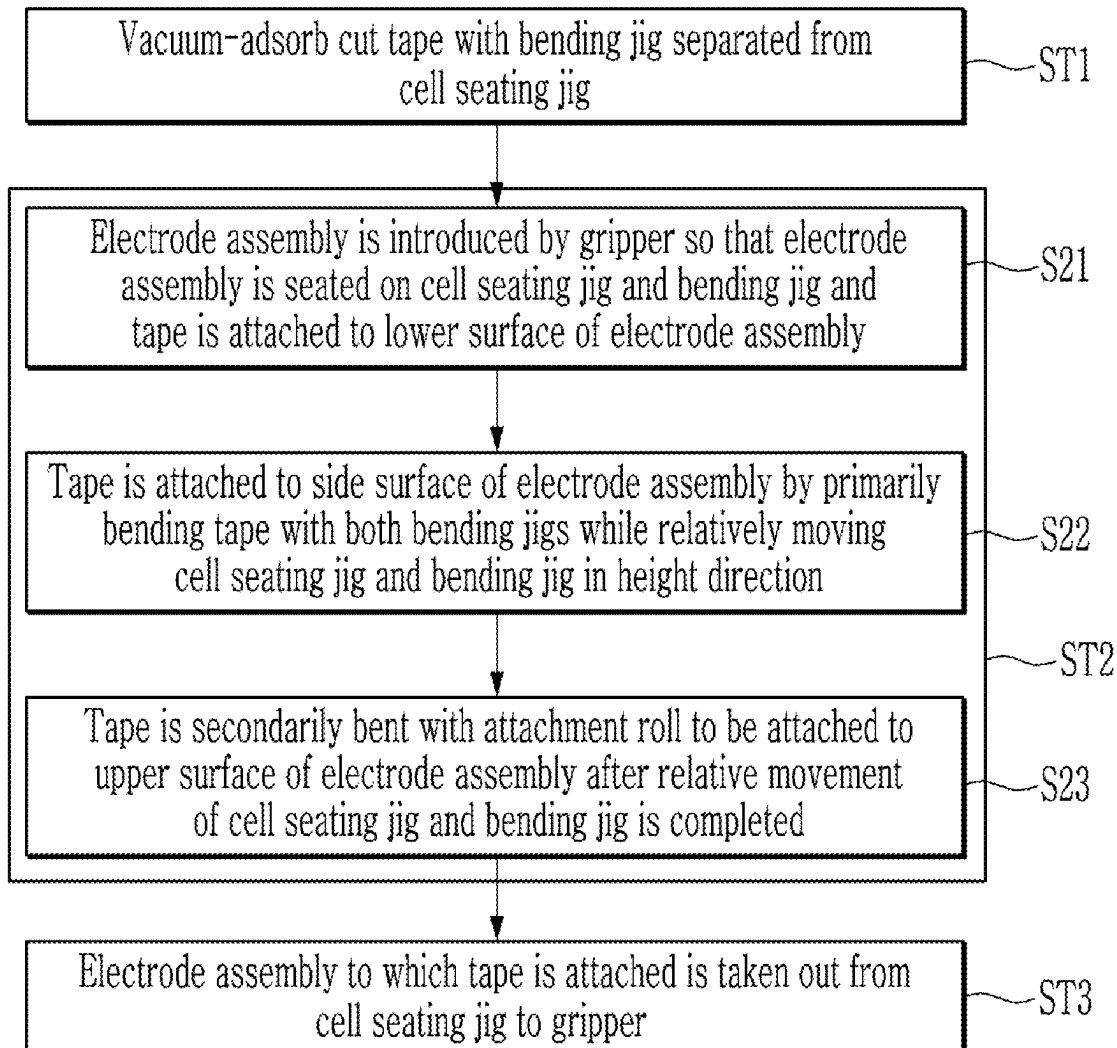 Vacuum-adsorb cut tape with bending jig separated from
cell seating jig
ST1
Electrode assembly is introduced by gripper so that electrode
assembly is seated on cell seating jig and bending jig and
tape is attached to lower surface of electrode assembly
S21
Tape is attached to side surface of electrode assembly by primarily
bending tape with both bending jigs while relatively moving
cell seating jig and bending jig in height direction
S22
ST2
Tape is secondarily bent with attachment roll to be attached to
upper surface of electrode assembly after relative movement
of cell seating jig and bending jig is completed
S23
Electrode assembly to which tape is attached is taken out from
cell seating jig to gripper
ST3